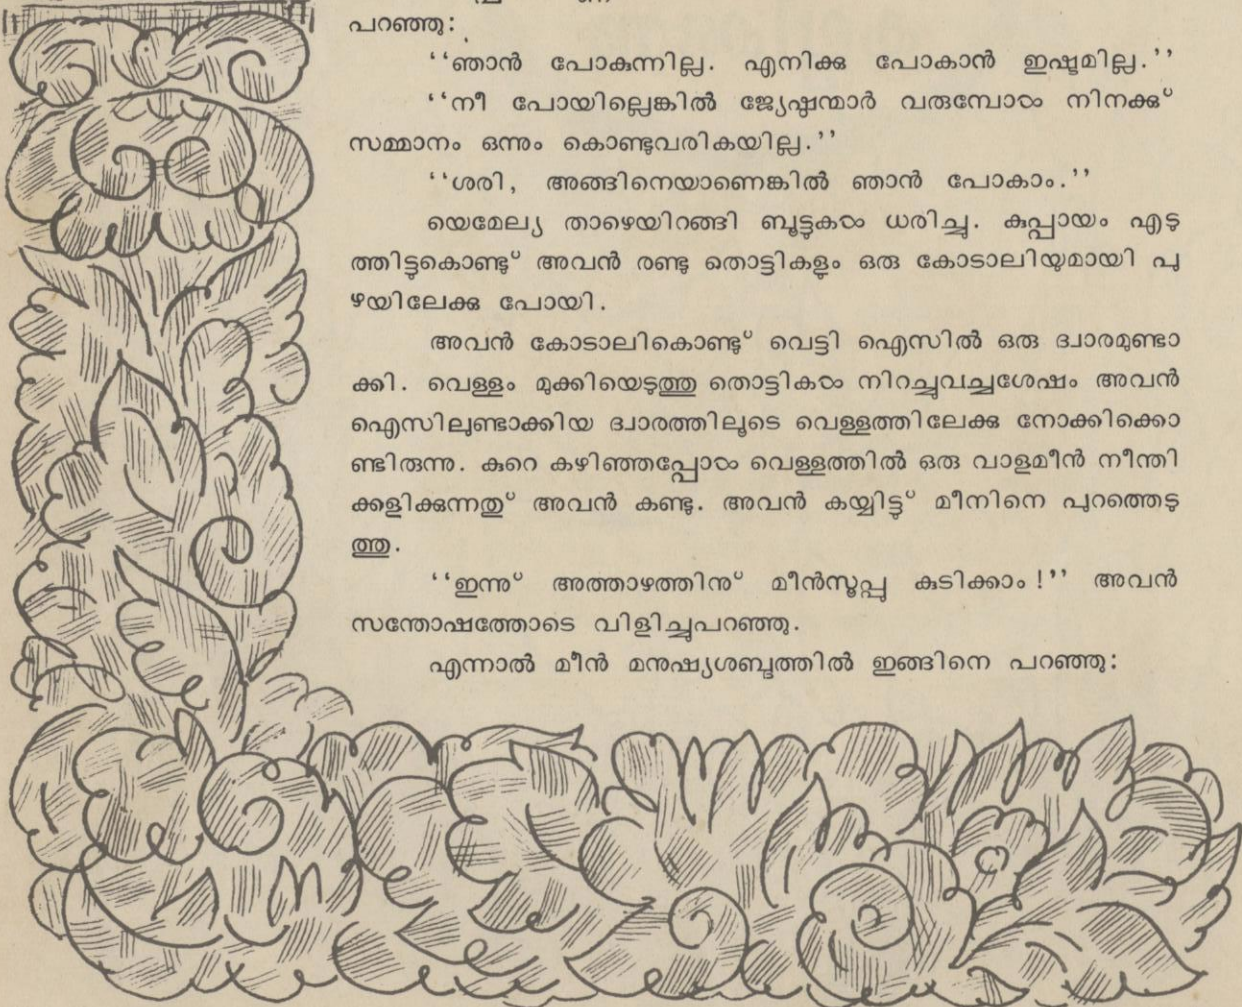 പറഞ്ഞു:
‘‘ഞാൻ പോകുന്നില്ല. എനിക്കു പോകാൻ ഇഷ്ടമില്ല.’’
‘‘നീ പോയില്ലെങ്കിൽ ജ്യേഷ്ഠന്മാർ വരുമ്പോൾ നിനക്കു്
സമ്മാനം ഒന്നും കൊണ്ടുവരികയില്ല.’’
‘‘ശരി, അങ്ങിനെയാണെങ്കിൽ ഞാൻ പോകാം.’’
യെമേല്യ താഴെയിറങ്ങി ബൂട്ടുകൾ ധരിച്ചു. കുപ്പായം എടു
ത്തിട്ടുകൊണ്ടു് അവൻ രണ്ടു തൊട്ടികളും ഒരു കോടാലിയുമായി പു
ഴയിലേക്കു പോയി.
അവൻ കോടാലികൊണ്ടു് വെട്ടി ഐസിൽ ഒരു ദ്വാരമുണ്ടാ
ക്കി. വെള്ളം മുക്കിയെടുത്തു തൊട്ടികൾ നിറച്ചുവച്ചശേഷം അവൻ
ഐസിലുണ്ടാക്കിയ ദ്വാരത്തിലൂടെ വെള്ളത്തിലേക്കു നോക്കിക്കൊ
ണ്ടിരുന്നു. കുറെ കഴിഞ്ഞപ്പോൾ വെള്ളത്തിൽ ഒരു വാളമീൻ നീന്തി
ക്കളിക്കുന്നതു് അവൻ കണ്ടു. അവൻ കയ്യിട്ടു് മീനിനെ പുറത്തെടു
ത്തു.
‘‘ഇന്നു് അത്താഴത്തിനു് മീൻസൂപ്പു കുടിക്കാം!’’ അവൻ
സന്തോഷത്തോടെ വിളിച്ചുപറഞ്ഞു.
എന്നാൽ മീൻ മനുഷ്യശബ്ദത്തിൽ ഇങ്ങിനെ പറഞ്ഞു: